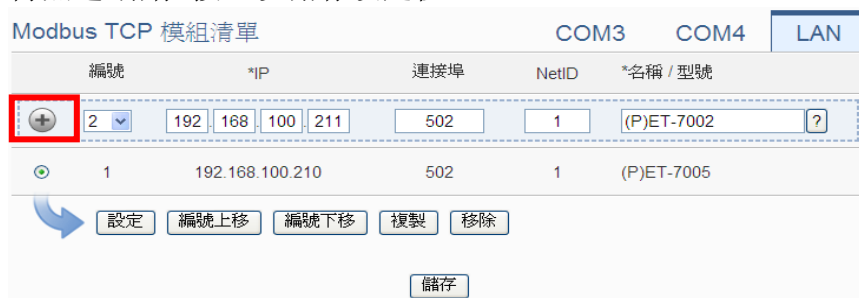 Modbus TCP 模組清單 COM3 COM4 LAN
編號 *IP 連接埠 NetID *名稱 / 型號
2 192 . 168 . 100 . 211 502 1 (P)ET-7002 ?
1 192.168.100.210 502 1 (P)ET-7005
設定 編號上移 編號下移 複製 移除
儲存